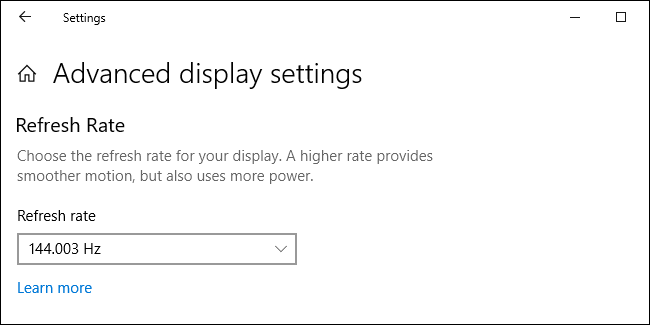 Settings
Advanced display settings
Refresh Rate
Choose the refresh rate for your display. A higher rate provides
smoother motion, but also uses more power.
Refresh rate
144.003 Hz
Learn more